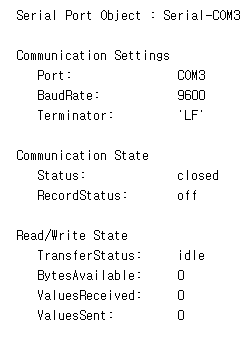 Serial Port Object : Serial-COM3
Communication Settings
Port: COM3
BaudRate: 9600
Terminator: 'LF'
Communication State
Status: closed
RecordStatus: off
Read/Write State
TransferStatus: idle
BytesAvailable: 0
ValuesReceived: 0
ValuesSent: 0